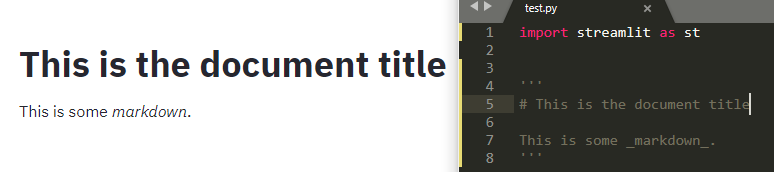 This is the document title
This is some markdown.
test.py ×
1 import streamlit as st
2
3
4 '''
5 # This is the document title
6
7 This is some _markdown_.
8 '''